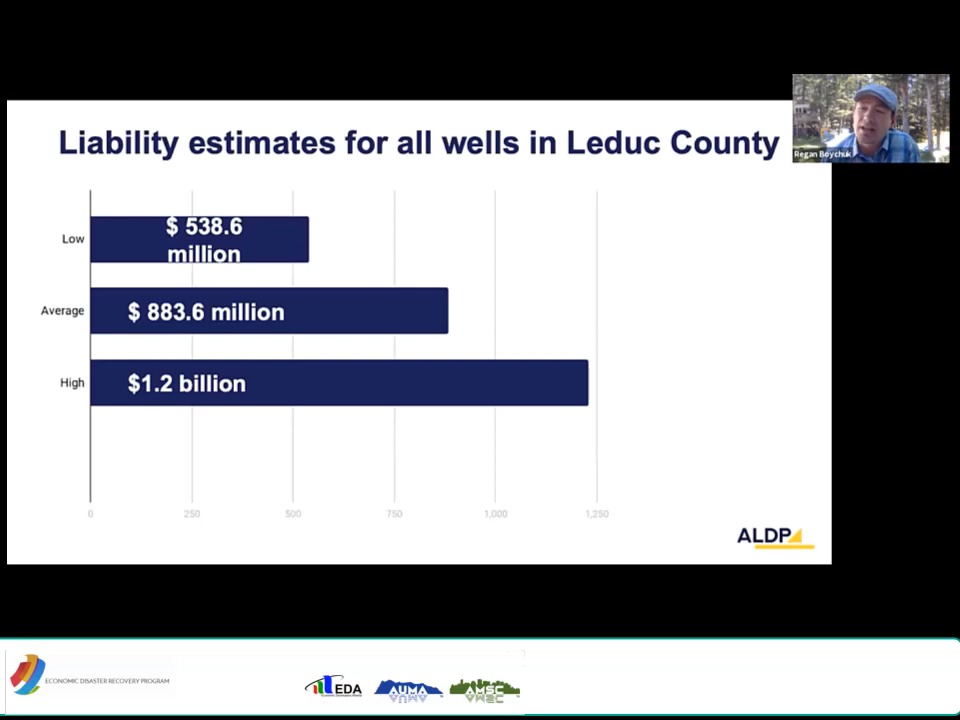 Liability estimates for all wells in Leduc County
Regan Boychuk
Low
$ 538.6
million
Average
$ 883.6 million
High
$1.2 billion
0
250
500
750
1,000
1,250
ALDP
ECONOMIC DISASTER RECOVERY PROGRAM
EDA
AUMA
AMSC